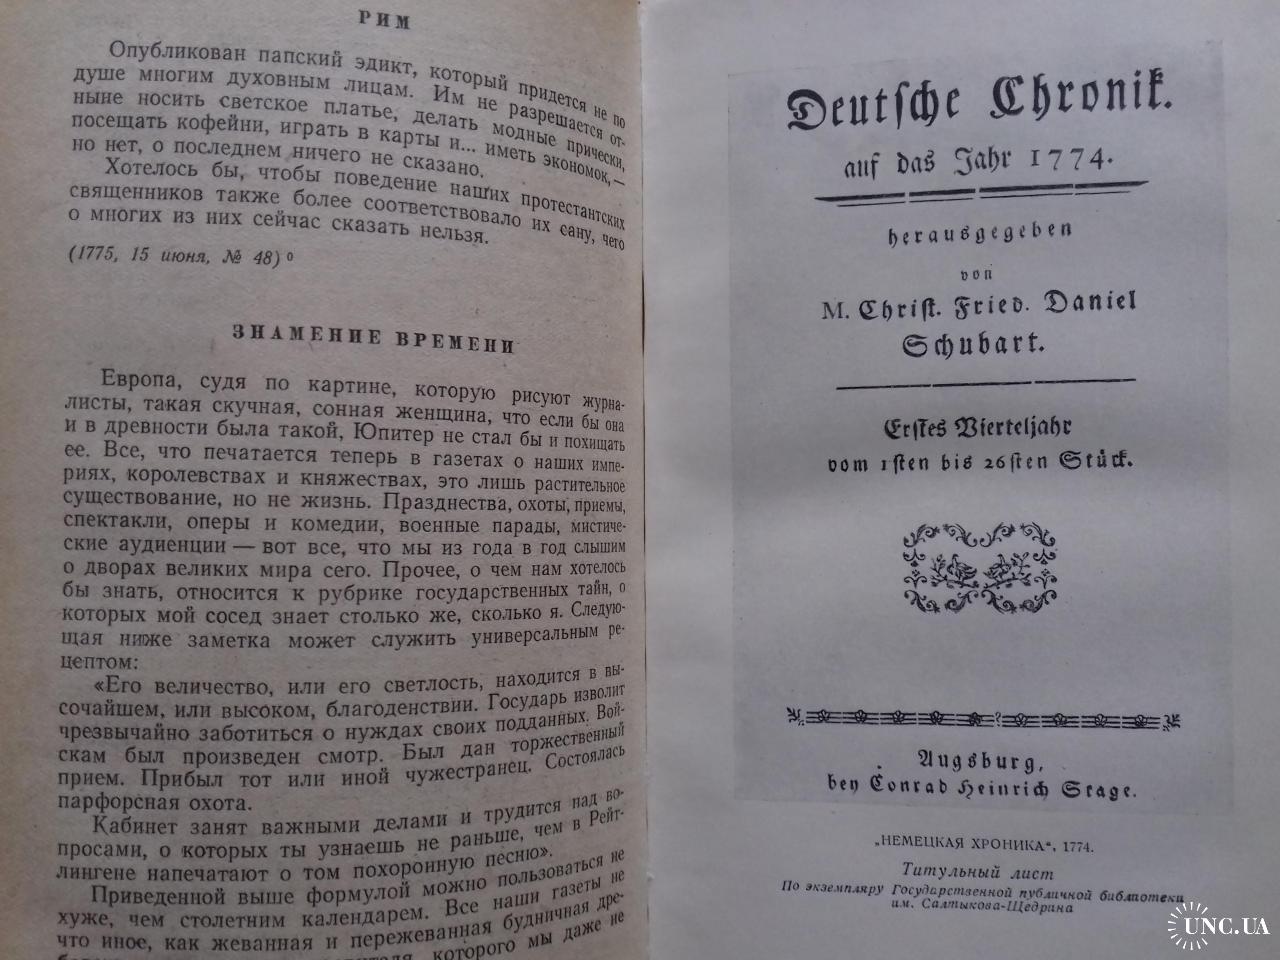 РИМ
Опубликован папский эдикт, который придется не по
душе многим духовным лицам. Им не разрешается от-
ныне носить светское платье, делать модные прически,
посещать кофейни, играть в карты и... иметь экономок,—
но нет, о последнем ничего не сказано.
Хотелось бы, чтобы поведение наших протестантских
священников также более соответствовало их сану, чего
о многих из них сейчас сказать нельзя.
(1775, 15 июня, № 48) о
ЗНАМЕНИЕ ВРЕМЕНИ
Европа, судя по картине, которую рисуют журна-
листы, такая скучная, сонная женщина, что если бы она
и в древности была такой, Юпитер не стал бы и похищать
ее. Все, что печатается теперь в газетах о наших импе-
риях, королевствах и княжествах, это лишь растительное
существование, но не жизнь. Празднества, охоты, приемы,
спектакли, оперы и комедии, военные парады, мистиче-
ские аудиенции — вот все, что мы из года в год слышим
о дворах великих мира сего. Прочее, о чем нам хотелось
бы знать, относится к рубрике государственных тайн, о
которых мой сосед знает столько же, сколько я. Следую-
щая ниже заметка может служить универсальным ре-
цептом:
«Его величество, или его светлость, находится в вы-
сочайшем, или высоком, благоденствии. Государь изволит
чрезвычайно заботиться о нуждах своих подданных. Вой-
скам был произведен смотр. Был дан торжественный
прием. Прибыл тот или иной чужестранец. Состоялась
парфорсная охота.
Кабинет занят важными делами и трудится над во-
просами, о которых ты узнаешь не раньше, чем в Рейт-
лингене напечатают о том похоронную песню».
Приведенной выше формулой можно пользоваться не
хуже, чем столетним календарем. Все наши газеты не
что иное, как жеваная и пережеванная будничная дре-
которого мы даже не
Deutſche Chronik.
auf das Jahr 1774.
herausgegeben
von
M. Chriſt. Fried. Daniel
Schubart.
Erſtes Vierteljahr
vom 1ſten bis 26ſten Stück.
Augsburg,
bey Conrad Heinrich Stage.
„НЕМЕЦКАЯ ХРОНИКА“, 1774.
Титульный лист
По экземпляру Государственной публичной библиотеки
им. Салтыкова-Щедрина
UNC.UA